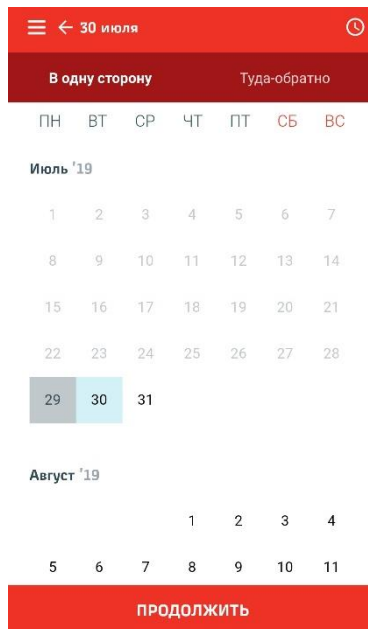 30 июля
В одну сторону Туда-обратно
ПН ВТ СР ЧТ ПТ СБ ВС
Июль '19
1 2 3 4 5 6 7
8 9 10 11 12 13 14
15 16 17 18 19 20 21
22 23 24 25 26 27 28
29 30 31
Август '19
1 2 3 4
5 6 7 8 9 10 11
ПРОДОЛЖИТЬ